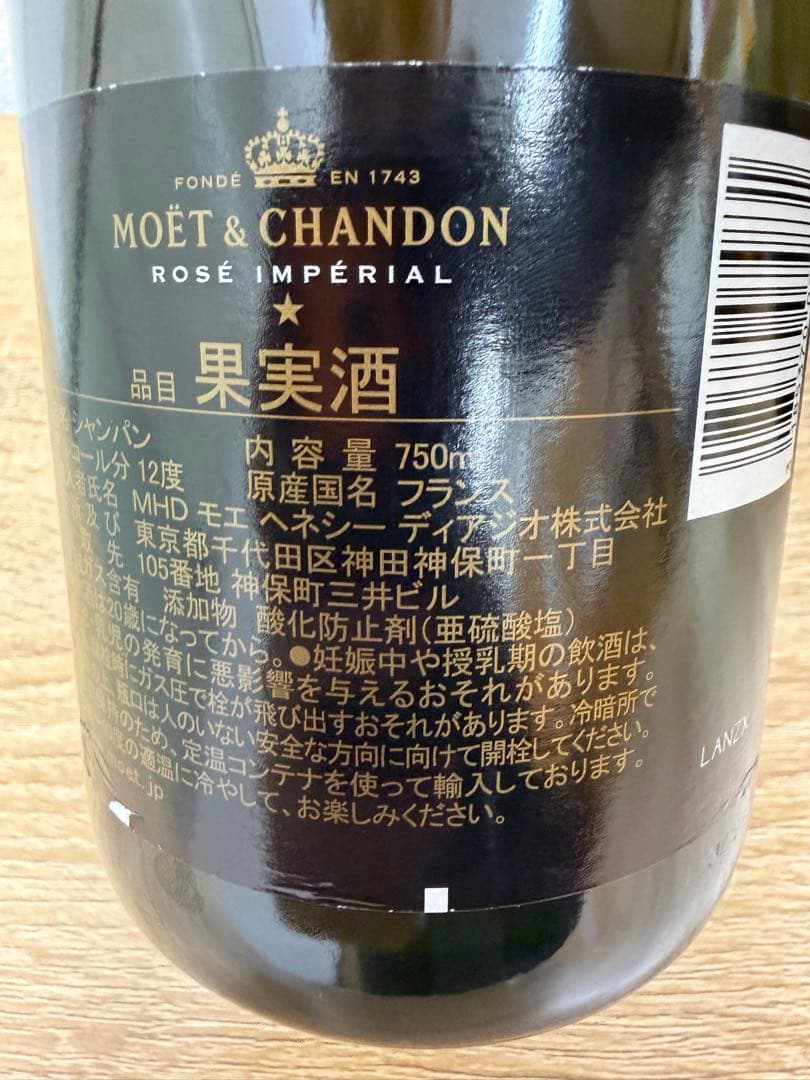 FONDÉ EN 1743
MOËT & CHANDON
ROSÉ IMPÉRIAL
品目 果実酒
シャンパン 内容量 750m
コール分 12度 原産国名 フランス
者氏名 MHD モエ ヘネシー ディアジオ株式会社
及び 東京都千代田区神田神保町一丁目
先 105番地 神保町三井ビル
ガス含有 添加物 酸化防止剤(亜硫酸塩)
は20歳になってから。●妊娠中や授乳期の飲酒は、
児の発育に悪影響を与えるおそれがあります。冷暗所で
時にガス圧で栓が飛び出すおそれがあります。
瓶口は人のいない安全な方向に向けて開栓してください。
のため、定温コンテナを使って輸入しております。
度の適温に冷やして、お楽しみください。
moet.jp
LANZX